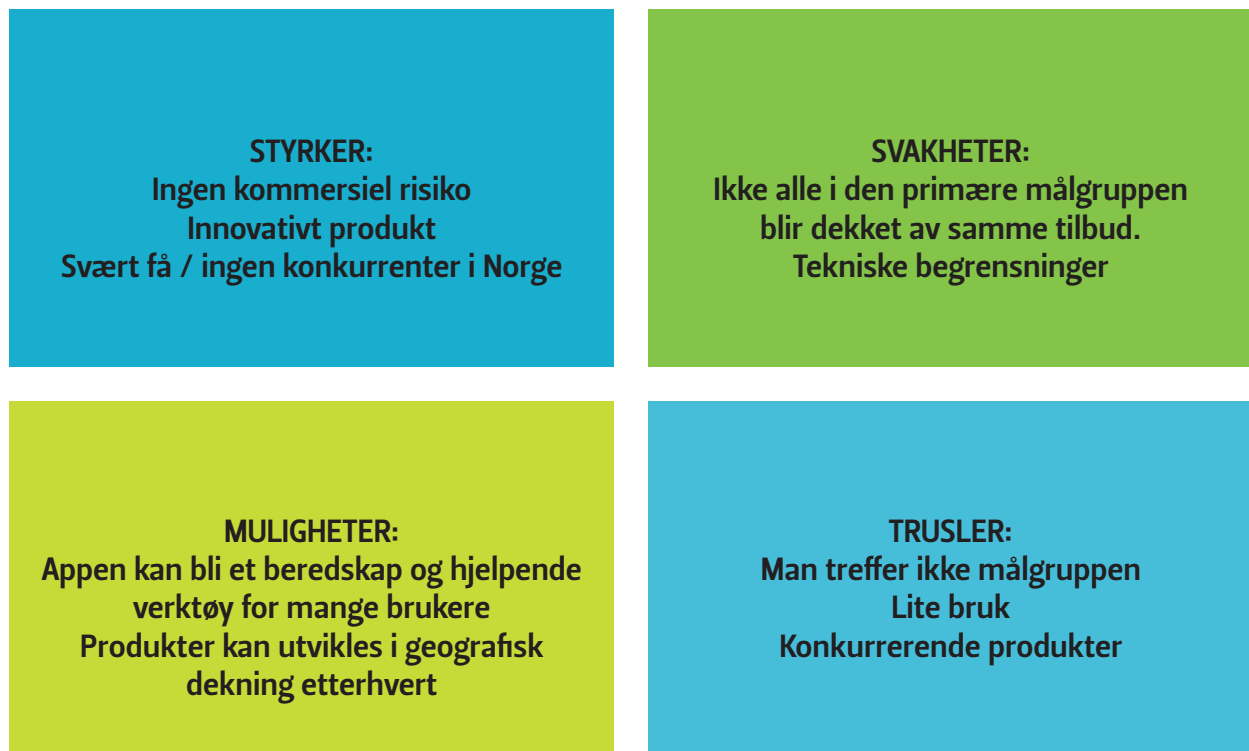 STYRKER:
Ingen kommersiel risiko
Innovativt produkt
Svært få / ingen konkurrenter i Norge
SVAKHETER:
Ikke alle i den primære målgruppen
blir dekket av samme tilbud.
Tekniske begrensninger
MULIGHETER:
Appen kan bli et beredskap og hjelpende
verktøy for mange brukere
Produkter kan utvikles i geografisk
dekning etterhvert
TRUSLER:
Man treffer ikke målgruppen
Lite bruk
Konkurrerende produkter